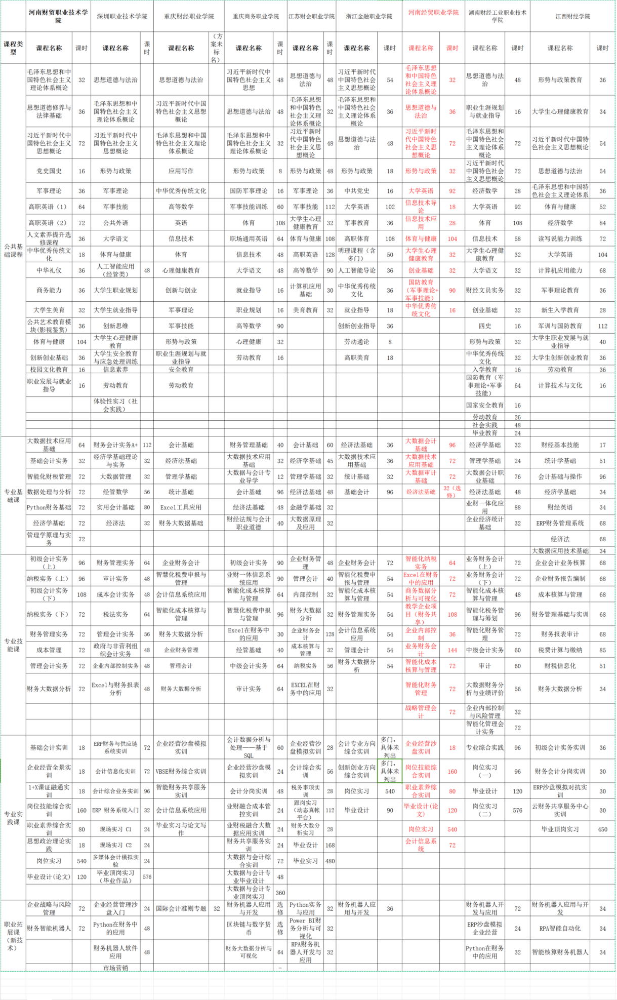 河南财贸职业技术学院 深圳职业技术学院 重庆财经职业学院 重庆商务职业学院 江苏财会职业学院 浙江金融职业学院 河南经贸职业学院 湖南财经工业职业技术学院 江西财经学院
课程类型 课程名称 课时 课程名称 课时 课程名称 （方案未标名） 课程名称 课时 课程名称 课时 课程名称 课时 课程名称 课时 课程名称 课时 课程名称 课时
公共基础课程
毛泽东思想和中国特色社会主义理论体系概论 32 思想道德与法治 思想道德与法治 习近平新时代中国特色社会主义思想 48 思想道德与法治 48 习近平新时代中国特色社会主义思想概论 54 毛泽东思想和中国特色社会主义理论体系概论 32 思想道德与法治 48 形势与政策教育 36
思想道德修养与法律基础 36 毛泽东思想和中国特色社会主义理论体系概论 习近平新时代中国特色社会主义思想概论 思想道德与法治 48 毛泽东思想和中国特色社会主义理论体系概论 32 毛泽东思想和中国特色社会主义理论体系概论 36 思想道德与法治 36 职业生涯规划与就业指导 16 大学生心理健康教育 34
习近平新时代中国特色社会主义思想概论 72 习近平新时代中国特色社会主义思想概论 毛泽东思想和中国特色社会主义理论体系概论 毛泽东思想和中国特色社会主义理论体系概论 32 习近平新时代中国特色社会主义思想概论 48 思想道德与法治 48 习近平新时代中国特色社会主义思想概论 72 毛泽东思想和中国特色社会主义理论体系概论 72 习近平新时代中国特色社会主义思想概论 54
党史国史 16 形势与政策 应用写作 形势与政策 8 形势与政策 48 形势与政策 18 形势与政策 32 习近平新时代中国特色社会主义思想概论 72 思想道德与法治 54
军事理论 36 军事理论 中华优秀传统文化 国防军事理论 16 军事理论 36 中共党史 16 大学英语 92 经济数学 28 毛泽东思想和中国特色社会主义理论体系 36
高职英语（1） 64 军事技能 高等数学 军事技能训练 60 军事技能 112 大学英语 102 信息技术导论 18 大学英语 92 体育与健康 52
高职英语（2） 72 公共外语 英语 体育 108 大学生心理健康教育 32 军事教育 36 信息技术应用 28 体育 108 经济数学 84
人文素养提升选修课程 36 大学语文 信息技术 职场通用英语 64 体育与健康 108 高职体育 108 体育与健康 104 信息技术 58 读写说能力训练 72
中华优秀传统文化 18 体育与健康 体育 信息技术 48 高职英语 128 明理课程（含多门） 50 大学生心理健康教育 32 大学生心理健康教育 32 大学英语 104
中华礼仪 36 人工智能应用（经管类） 48 心理健康教育 大学语文 48 高等数学 90 人工智能导论 36 创业基础 32 大学语文 32 计算机应用能力 68
商务能力 36 大学生职业规划 创新与创业 就业指导 16 计算机应用基础 30 中华优秀传统文化 36 国防教育（军事理论+军事技能） 90 财经文员实务 32 军事理论教育 36
大学生美育 32 大学生就业指导 军事理论 职业规划 16 美育教育 32 就业指导 18 中华优秀传统文化 16 创业基础 32 新生入学教育 28
公共艺术教育模块(影视鉴赏) 36 创新思维 军事技能 高等数学 90 创新创业指导 36 四史 16 军训与国防教育 112
体育与健康 104 大学生心理健康教育 形势与政策 心理健康 32 劳动通论 8 形势与政策 32 大学生职业发展与就业指导 40
创新创业基础 36 大学生安全教育与应急处理训练 职业生涯规划与就业指导 劳动教育 16 高职美育 18 中华优秀传统文化 32 大学生创新创业教育 36
校园文化教育 16 信息素养 安全教育 入学教育 16 劳动教育 36
职业发展与就业指导 16 劳动教育 劳动教育 国防教育（军事理论+军事技能） 64 计算技术与文化 16
体验性实习（社会实践） 国家安全教育 16
劳动教育 26
社会实践 48
毕业教育 24
专业基础课
大数据技术应用基础 64 财务会计实务A+ 112 会计基础 财务管理基础 40 会计基础 60 经济法基础 36 大数据会计基础 96 经济学基础 32 财经基本技能 17
基础会计实务 32 经济学基础理论与实务 32 经济法基础 大数据技术应用基础 32 经济学基础 45 大数据技术应用基础 36 大数据技术应用基础 72 管理学基础 24 统计学基础 51
智能化财税管理 72 大数据管理 32 管理学基础 大数据与会计专业导学 12 管理学基础 32 统计基础 32 大数据审计基础 72 大数据会计职业基础 76 会计基础与操作 96
数据处理与分析 72 经管数学 56 统计基础 会计基础 96 经济法基础 48 基础会计 96 经济法基础 32（选修） 经济法基础 48 经济学基础 34
Python财务基础 72 实用会计基础 80 Excel工具应用 经济法基础 48 金融学基础 32 业财一体化应用 88 财经英语 34
经济学基础 72 经济法 32 财务大数据基础 财经法规与会计职业道德 40 大数据原理及应用 32 企业经济统计基础 32 ERP财务管理系统 68
管理学原理与实务 72 经济法 68
大数据应用技术基础 34
专业技能课
初级会计实务（上） 96 财务管理实务 64 企业财务会计 初级会计实务 90 企业财务管理 48 企业财务会计 72 智能化纳税实务 64 业务财务会计（上） 72 企业会计业务核算 68
纳税实务（上） 96 审计实务 48 智慧化税费申报与管理 业财一体信息系统应用 90 管理会计 40 智能化税费申报与管理 54 Excel在财务中的应用 72 业务财务会计（下） 72 企业财务报告编制 68
初级会计实务（下） 108 成本会计实务 48 会计信息系统应用 智能化成本核算与管理 64 内部控制 32 智能化成本核算与管理 54 商务数据分析与可视化 72 智能化成本核算与管理 48 成本核算与管理 68
纳税实务（下） 72 税法实务 64 智能化成本核算与管理 智慧化税费申报与管理 96 财务大数据分析 32 财务管理实务 54 教学企业项目（财务共享） 108 智能化税务管理与筹划 96 财务管理基础与实训 68
财务管理实务 72 管理会计实务 56 财务大数据分析 Excel在财务中的应用 30 企业财务会计 128 会计信息系统应用 54 企业内部控制 36 智能化财务管理 72 财务报表审计 68
成本管理 72 政府与非营利组织会计实务 48 企业财务管理 经管基础 40 成本核算与管理 32 管理会计 54 业务财务会计 144 中级会计实务 60 税费计算与缴纳 85
管理会计实务 72 企业内部控制实务 48 管理会计 中级会计实务 64 纳税实务 56 财务大数据分析 54 智能化成本核算与管理 72 审计 60 财税信息化 51
财务大数据分析 72 Excel与财务报表分析 48 财务大数据分析 审计实务 64 EXCEL在财务中的应用 32 智能化财务管理 72 大数据财务分析与业绩评价 56 财务大数据分析 34
战略管理会计 72 企业内部控制与风险管理 32
智能化管理会计实务 72
专业实践课
基础会计实训 18 ERP财务与供应链系统实训 72 企业经营沙盘模拟实训 会计数据分析与处理——基于SQL 60 企业经营沙盘模拟实训 28 会计专业方向综合实训 多门，具体未列出 企业经营沙盘实训 18 专业综合实践 96 初级会计实务实训 36
企业经营全景实训 18 会计信息化实训 72 VBSE财务综合实训 企业经营沙盘模拟实训 24 会计综合实训 56 创新创业方向综合实训 多门，具体未列出 岗位技能综合实训 160 岗位实习（一） 96 财务会计分岗实训 30
1+X课证融通实训 18 会计综合业务实训 96 智能财务共享服务实训 会计分岗实训 48 税务事项实训 28 岗位实习 540 职业素养综合实训 80 毕业设计 120 ERP沙盘模拟对抗实训 30
岗位技能综合实训 160 ERP 财务系统入门 32 会计信息系统应用 业财融合成本管控实训 24 跟岗实习（动态真帐平台） 112 毕业设计 90 毕业设计(论文) 120 岗位实习（二） 576 云财务共享服务中心实训 30
职业素养综合实训 80 现场实习 C1 24 毕业实习与论文写作 业财税融合大数据应用实训 24 财务大数分析实习 28 岗位实习 540 毕业顶岗实习 450
思想政治理论实践 18 现场实习 C2 24 财务共享服务实训 24 毕业设计 168 会计信息系统 72
岗位实习 540 多媒体会计模拟实验 24 大数据与会计综合实训 72 毕业实习 480
毕业设计(论文) 120 毕业顶岗实习（毕业作品） 576 大数据与会计专业毕业设计 48
大数据与会计专业顶岗实习 360
职业拓展课（新技术）
企业战略与风险管理 72 企业经营管理沙盘入门 24 国际会计准则专题 32 财务机器人应用与开发 选修 Python实务与应用 32 财务机器人应用与开发 36 财务机器人开发与应用 72 财务机器人应用与开发 34
财务智能机器人 72 Python在财务中的应用 48 区块链与数字货币 选修 Power BI财务分析与可视化 32 ERP沙盘模拟企业经营 24 RPA智能自动化 34
财务机器人软件应用 48 财务大数据分析与可视化 64 RPA财务机器人开发与应用 32 Python在财务中的应用 32 智能核算财务机器人 34
市场营销 -